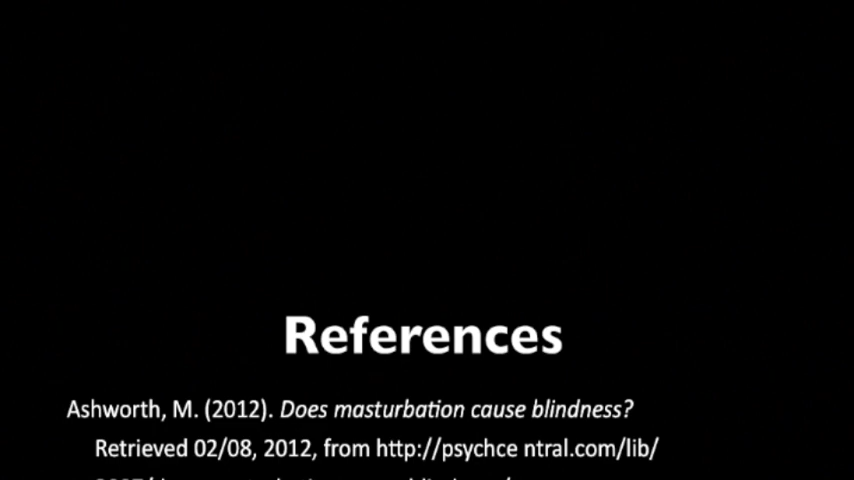 References
Ashworth, M. (2012). Does masturbation cause blindness?
Retrieved 02/08, 2012, from http://psychce ntral.com/lib/